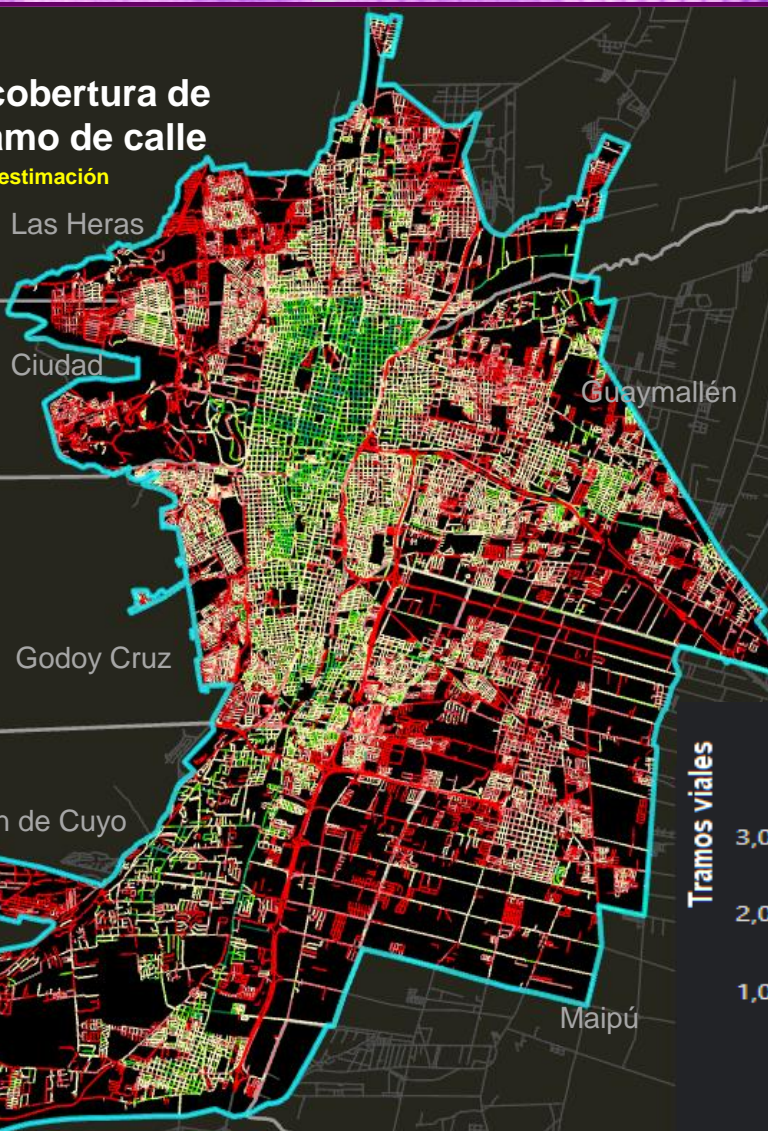 cobertura de
amo de calle
estimación
Las Heras
Ciudad
Guaymallén
Godoy Cruz
n de Cuyo
Maipú
Tramos viales
3,0
2,0
1,0